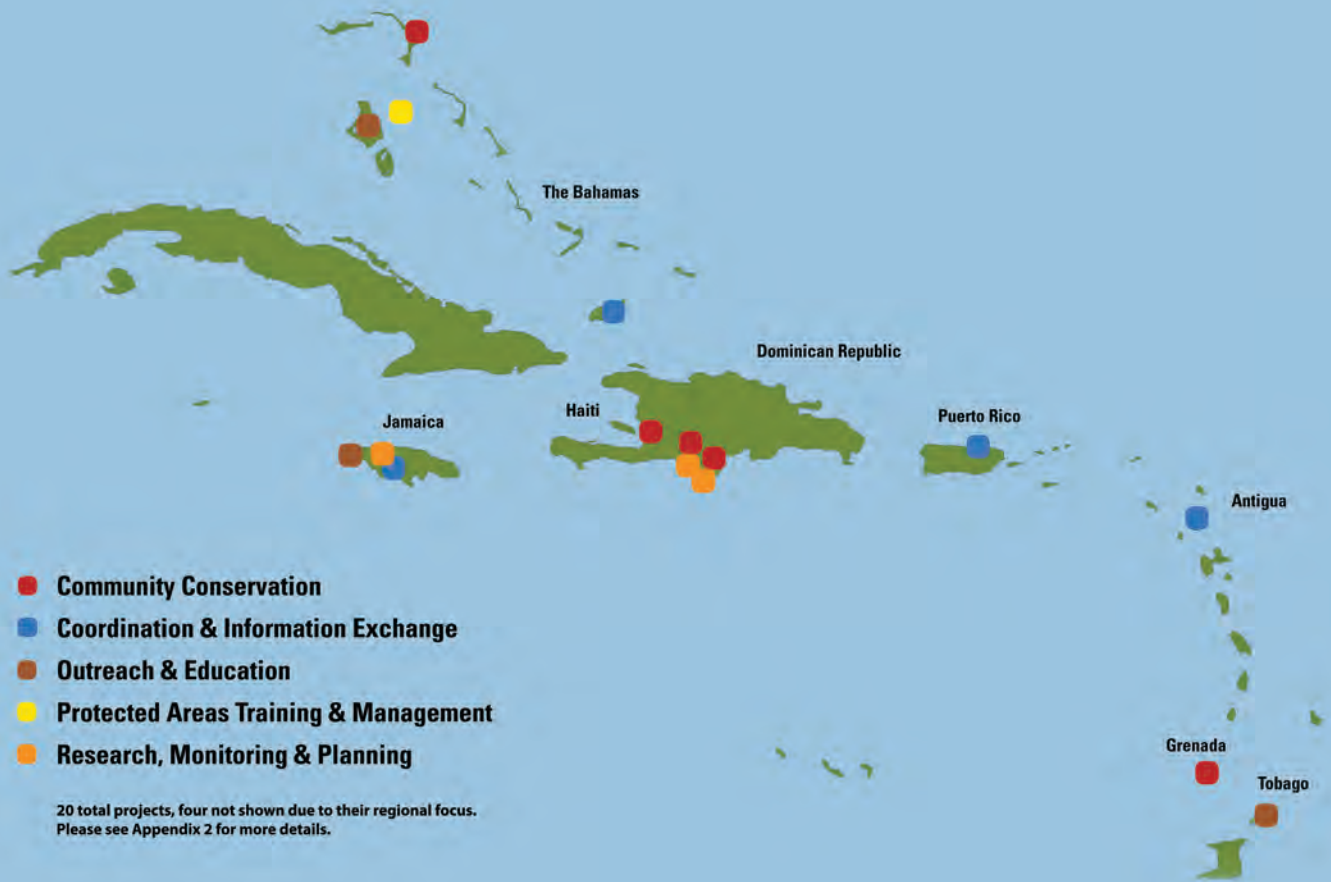 The Bahamas
Dominican Republic
Haiti
Jamaica
Puerto Rico
Antigua
Community Conservation
Coordination & Information Exchange
Outreach & Education
Protected Areas Training & Management
Research, Monitoring & Planning
Grenada
Tobago
20 total projects, four not shown due to their regional focus.
Please see Appendix 2 for more details.